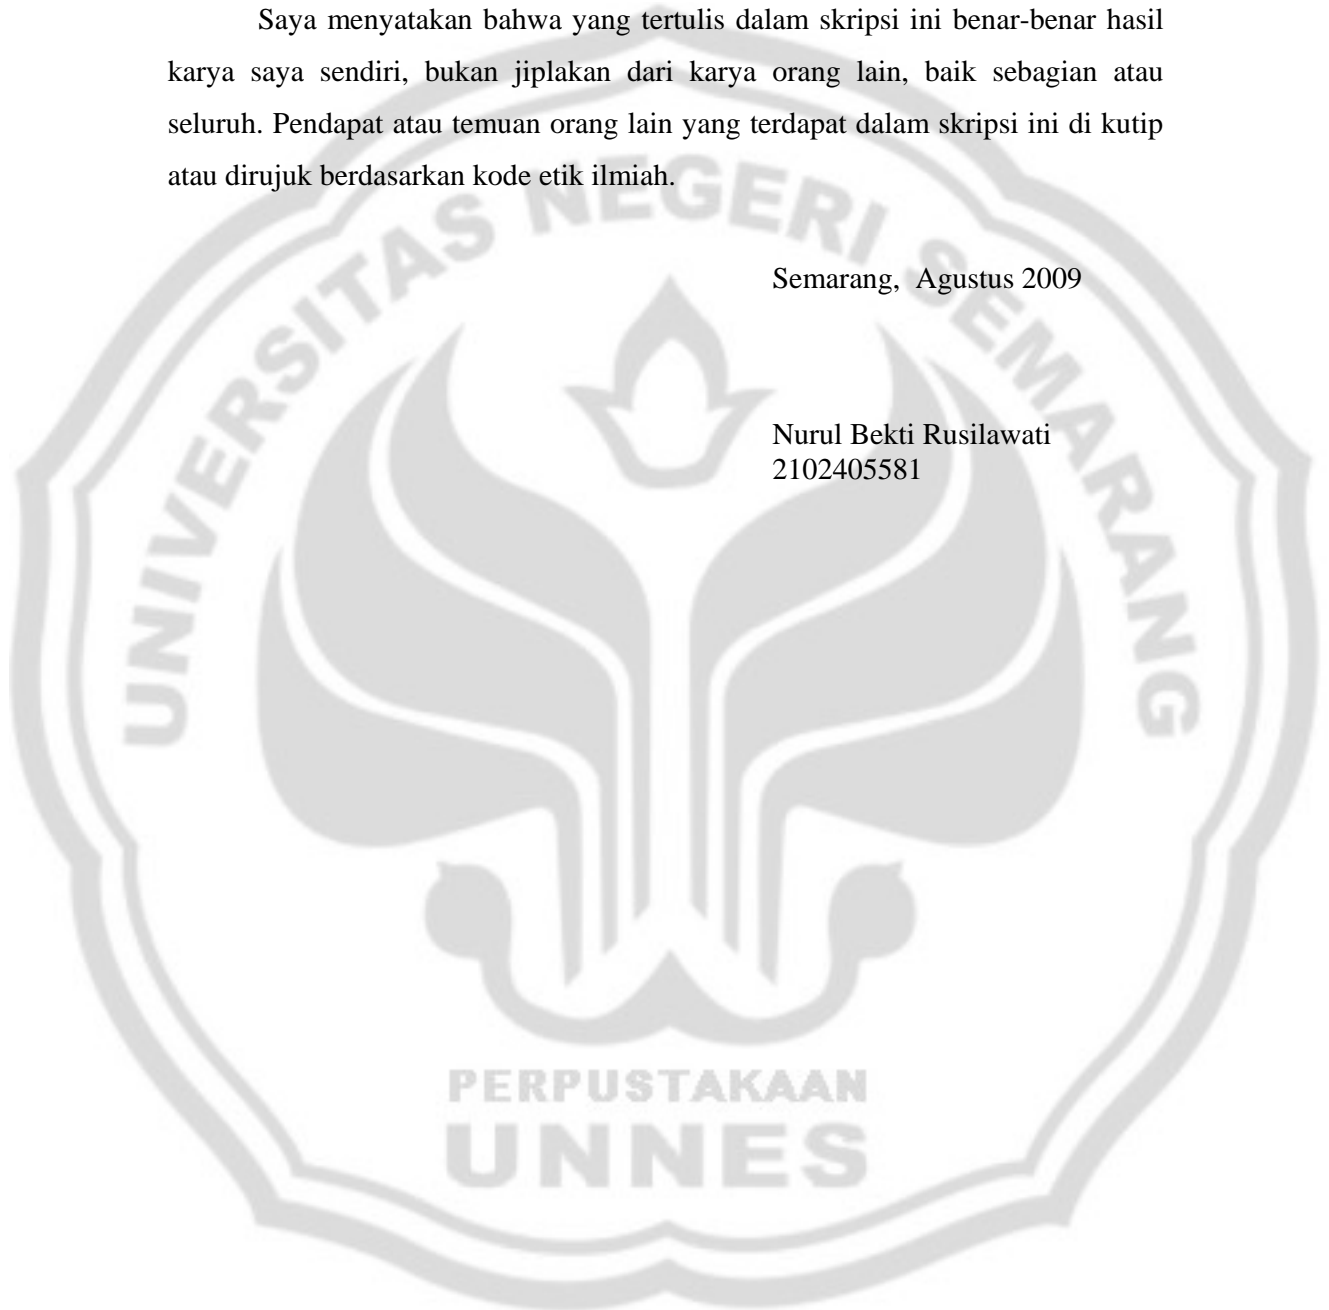 Saya menyatakan bahwa yang tertulis dalam skripsi ini benar-benar hasil
karya saya sendiri, bukan jiplakan dari karya orang lain, baik sebagian atau
seluruh. Pendapat atau temuan orang lain yang terdapat dalam skripsi ini di kutip
atau dirujuk berdasarkan kode etik ilmiah.
UNIVERSITAS NEGERI SEMARANG
Semarang, Agustus 2009
Nurul Bekti Rusilawati
2102405581
PERPUSTAKAAN
UNNES